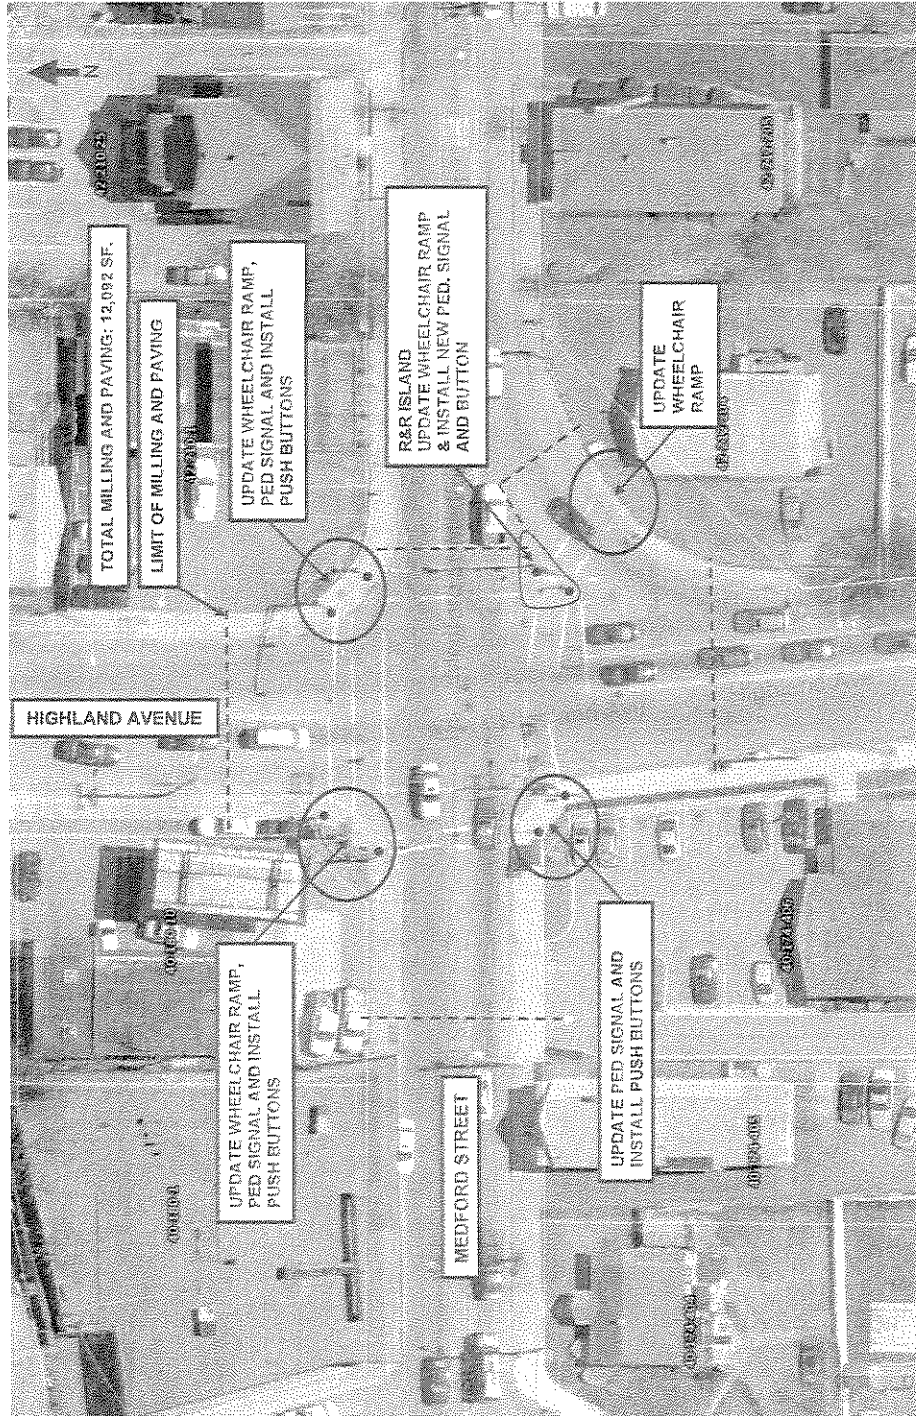 N
TOTAL MILLING AND PAVING: 12,092 SF.
LIMIT OF MILLING AND PAVING
UPDATE WHEELCHAIR RAMP,
PED SIGNAL AND INSTALL
PUSH BUTTONS
R&R ISLAND
UPDATE WHEELCHAIR RAMP
& INSTALL NEW PED. SIGNAL
AND BUTTON
UPDATE
WHEELCHAIR
RAMP
HIGHLAND AVENUE
UPDATE WHEELCHAIR RAMP,
PED SIGNAL AND INSTALL
PUSH BUTTONS
MEDFORD STREET
UPDATE PED SIGNAL AND
INSTALL PUSH BUTTONS